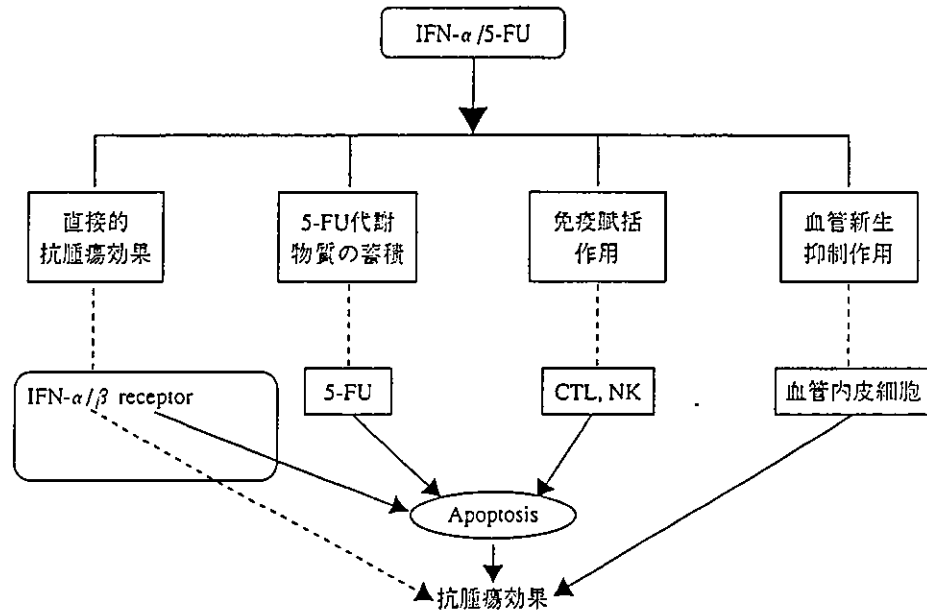 IFN-α/5-FU
直接的
抗腫瘍効果
5-FU代謝
物質の蓄積
免疫賦括
作用
血管新生
抑制作用
IFN-α/β receptor
5-FU
CTL, NK
血管内皮細胞
Apoptosis
抗腫瘍効果